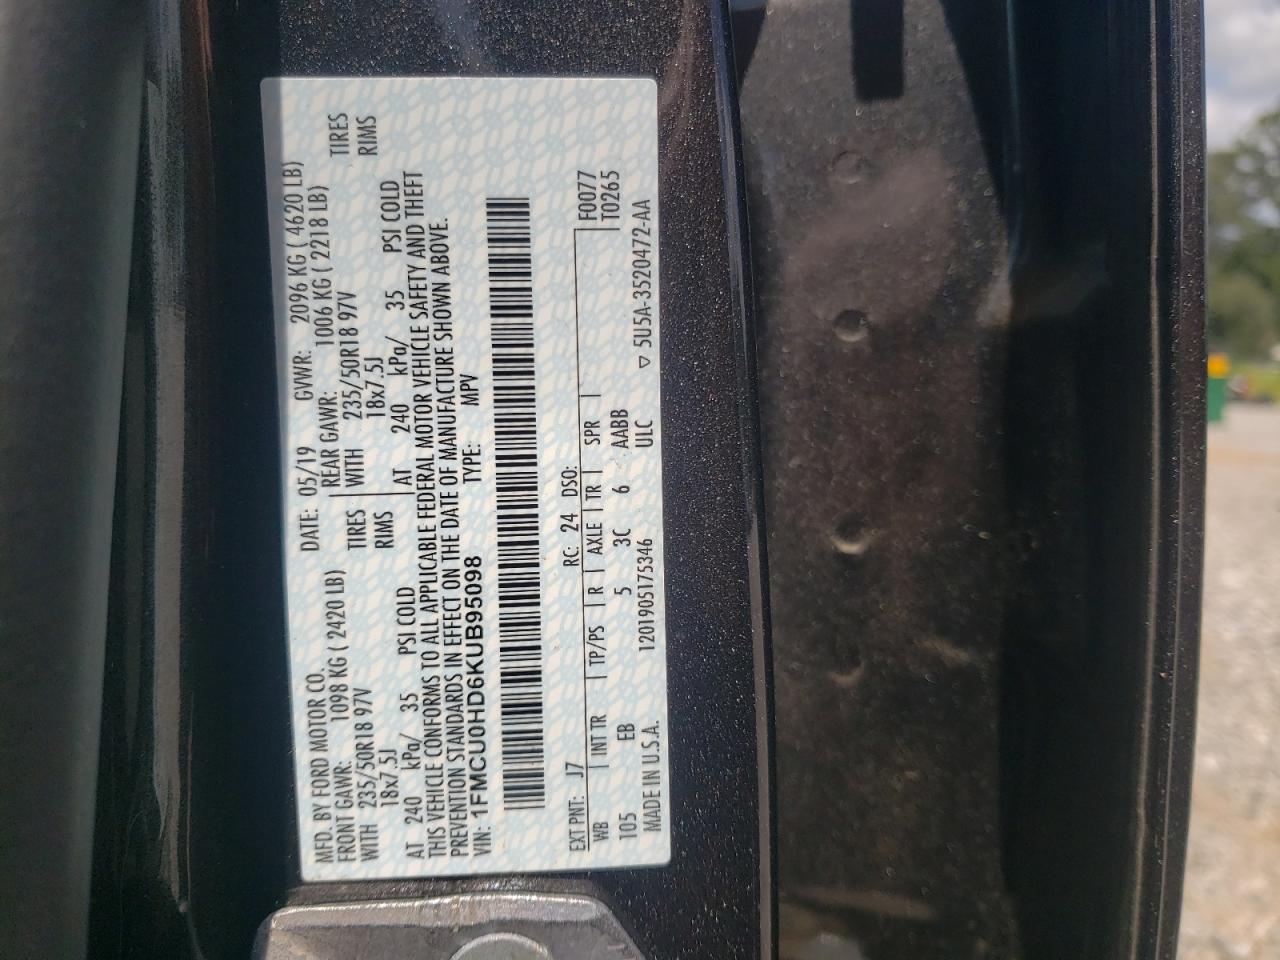 MFD. BY FORD MOTOR CO.
DATE: 05/19 GVWR: 2096 KG ( 4620 LB)
FRONT GAWR: 1098 KG ( 2420 LB) REAR GAWR: 1006 KG ( 2218 LB)
WITH 235/50R18 97V TIRES WITH 235/50R18 97V TIRES
18x7.5J RIMS 18x7.5J RIMS
AT 240 kPa/ 35 PSI COLD AT 240 kPa/ 35 PSI COLD
THIS VEHICLE CONFORMS TO ALL APPLICABLE FEDERAL MOTOR VEHICLE SAFETY AND THEFT
PREVENTION STANDARDS IN EFFECT ON THE DATE OF MANUFACTURE SHOWN ABOVE.
VIN: 1FMCU0HD6KUB95098 TYPE: MPV
EXT PNT: J7 RC: 24 DSO: F0077
WB INT TR TP/PS R AXLE TR SPR T0265
105 EB 5 3C 6 AABB
MADE IN U.S.A. 1201905175346 ULC ▽ 5U5A-3520472-AA